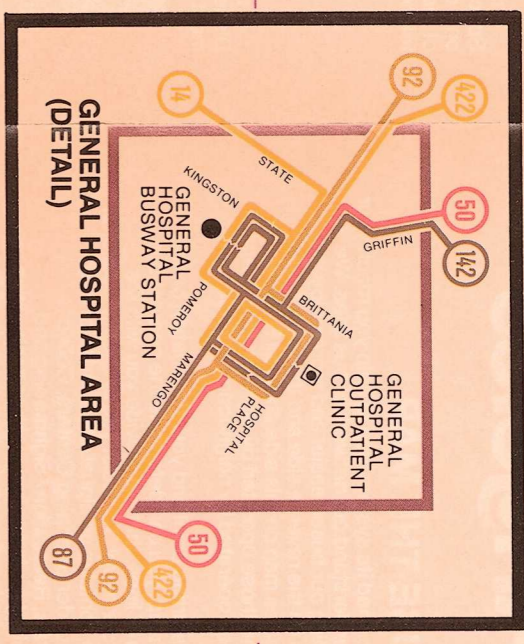 GENERAL HOSPITAL AREA
(DETAIL)
14
92
422
50
142
STATE
GRIFFIN
KINGSTON
BRITTANIA
GENERAL
HOSPITAL
BUSWAY STATION
POMEROY
MARENGO
HOSPITAL
PLACE
GENERAL
HOSPITAL
OUTPATIENT
CLINIC
87
92
422
50